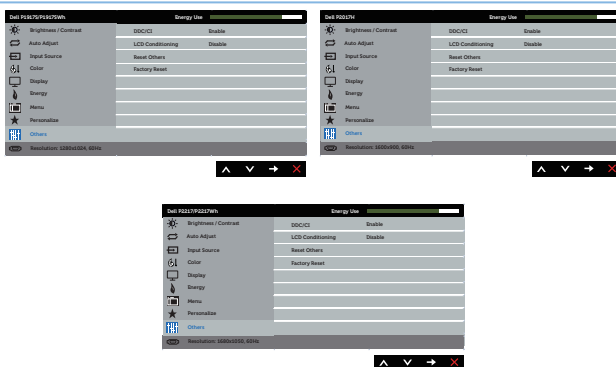 Dell P1917S/P1917SWh Energy Use
Brightness / Contrast DDC/CI Enable
Auto Adjust LCD Conditioning Disable
Input Source Reset Others
Color Factory Reset
Display
Energy
Menu
Personalize
Others
Resolution: 1280x1024, 60Hz
Dell P2017H Energy Use
Brightness / Contrast DDC/CI Enable
Auto Adjust LCD Conditioning Disable
Input Source Reset Others
Color Factory Reset
Display
Energy
Menu
Personalize
Others
Resolution: 1600x900, 60Hz
Dell P2217/P2217Wh Energy Use
Brightness / Contrast DDC/CI Enable
Auto Adjust LCD Conditioning Disable
Input Source Reset Others
Color Factory Reset
Display
Energy
Menu
Personalize
Others
Resolution: 1680x1050, 60Hz